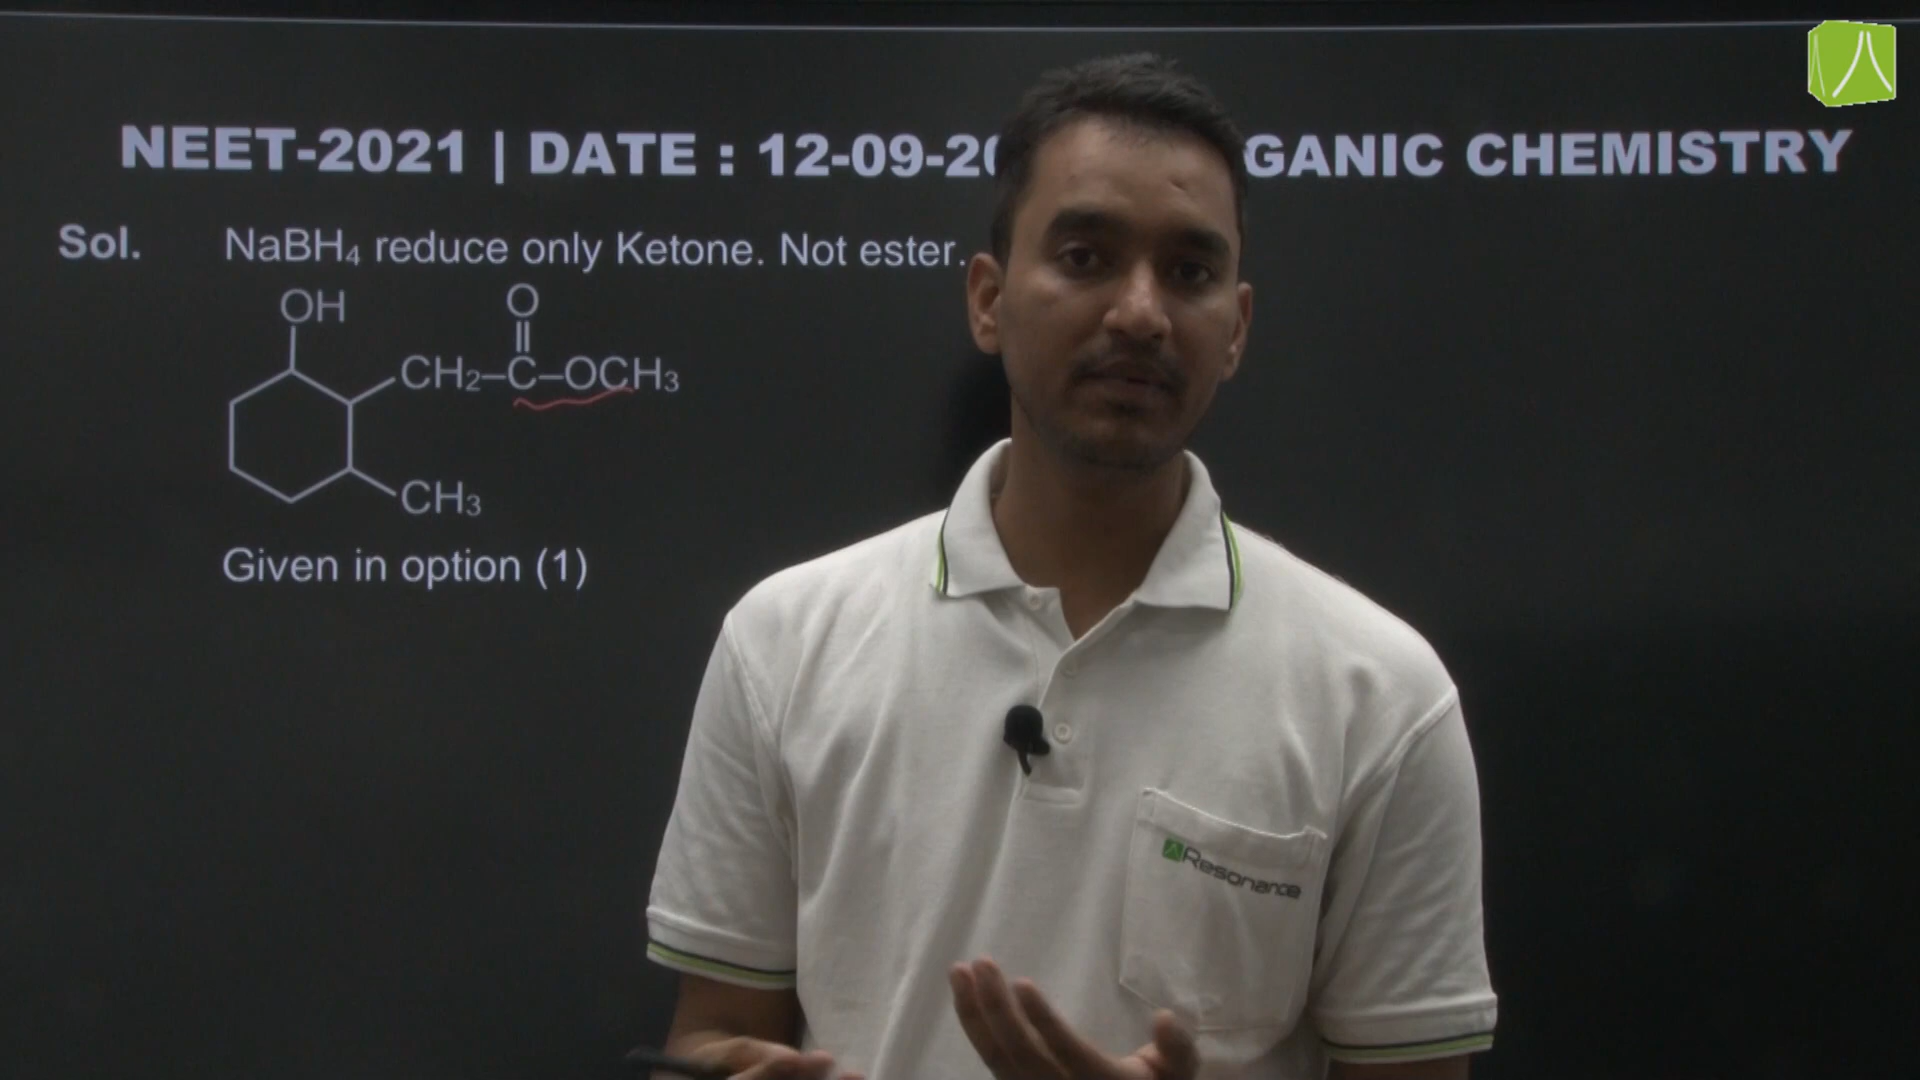 NEET-2021 | DATE : 12-09-20 GANIC CHEMISTRY
Sol. NaBH₄ reduce only Ketone. Not ester.
OH
O
CH₂–C–OCH₃
CH₃
Given in option (1)
Resonance